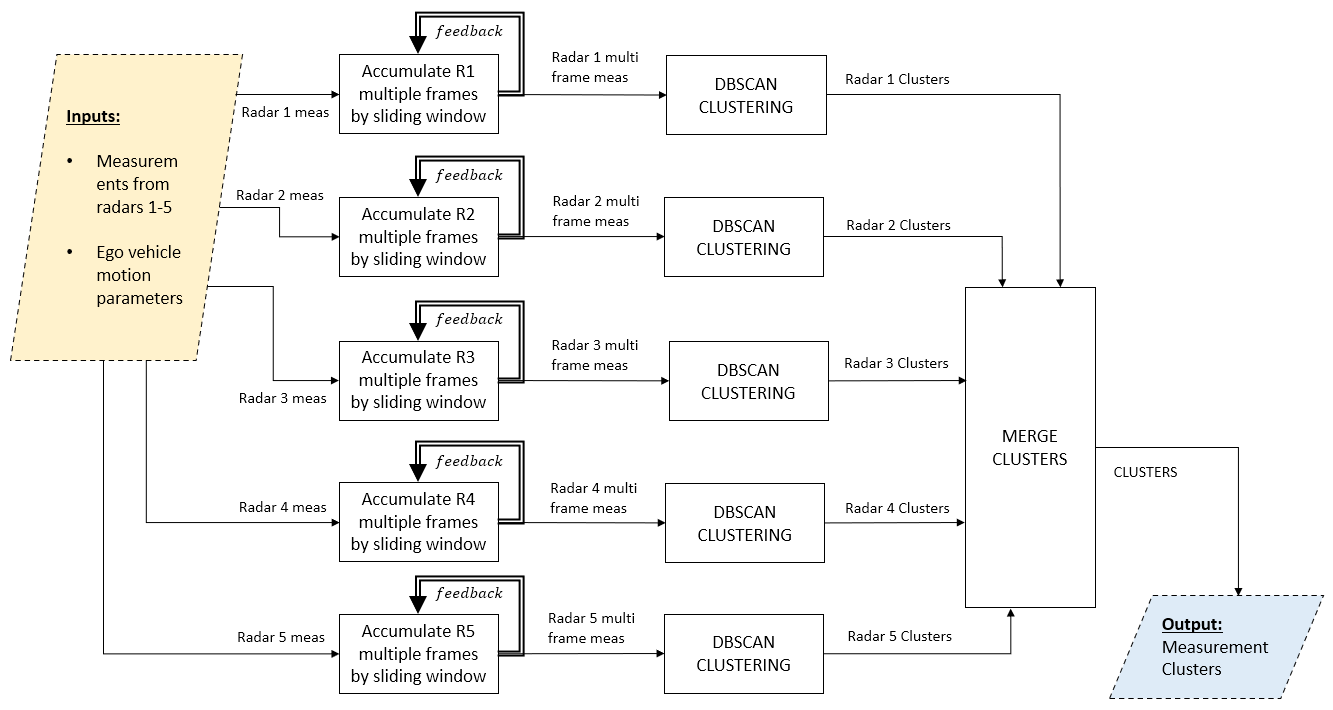 Inputs:
• Measurem
ents from
radars 1-5
• Ego vehicle
motion
parameters
Radar 1 meas
feedback
Accumulate R1
multiple frames
by sliding window
Radar 1 multi
frame meas
DBSCAN
CLUSTERING
Radar 1 Clusters
Radar 2 meas
feedback
Accumulate R2
multiple frames
by sliding window
Radar 2 multi
frame meas
DBSCAN
CLUSTERING
Radar 2 Clusters
Radar 3 meas
feedback
Accumulate R3
multiple frames
by sliding window
Radar 3 multi
frame meas
DBSCAN
CLUSTERING
Radar 3 Clusters
Radar 4 meas
feedback
Accumulate R4
multiple frames
by sliding window
Radar 4 multi
frame meas
DBSCAN
CLUSTERING
Radar 4 Clusters
Radar 5 meas
feedback
Accumulate R5
multiple frames
by sliding window
Radar 5 multi
frame meas
DBSCAN
CLUSTERING
Radar 5 Clusters
MERGE
CLUSTERS
CLUSTERS
Output:
Measurement
Clusters